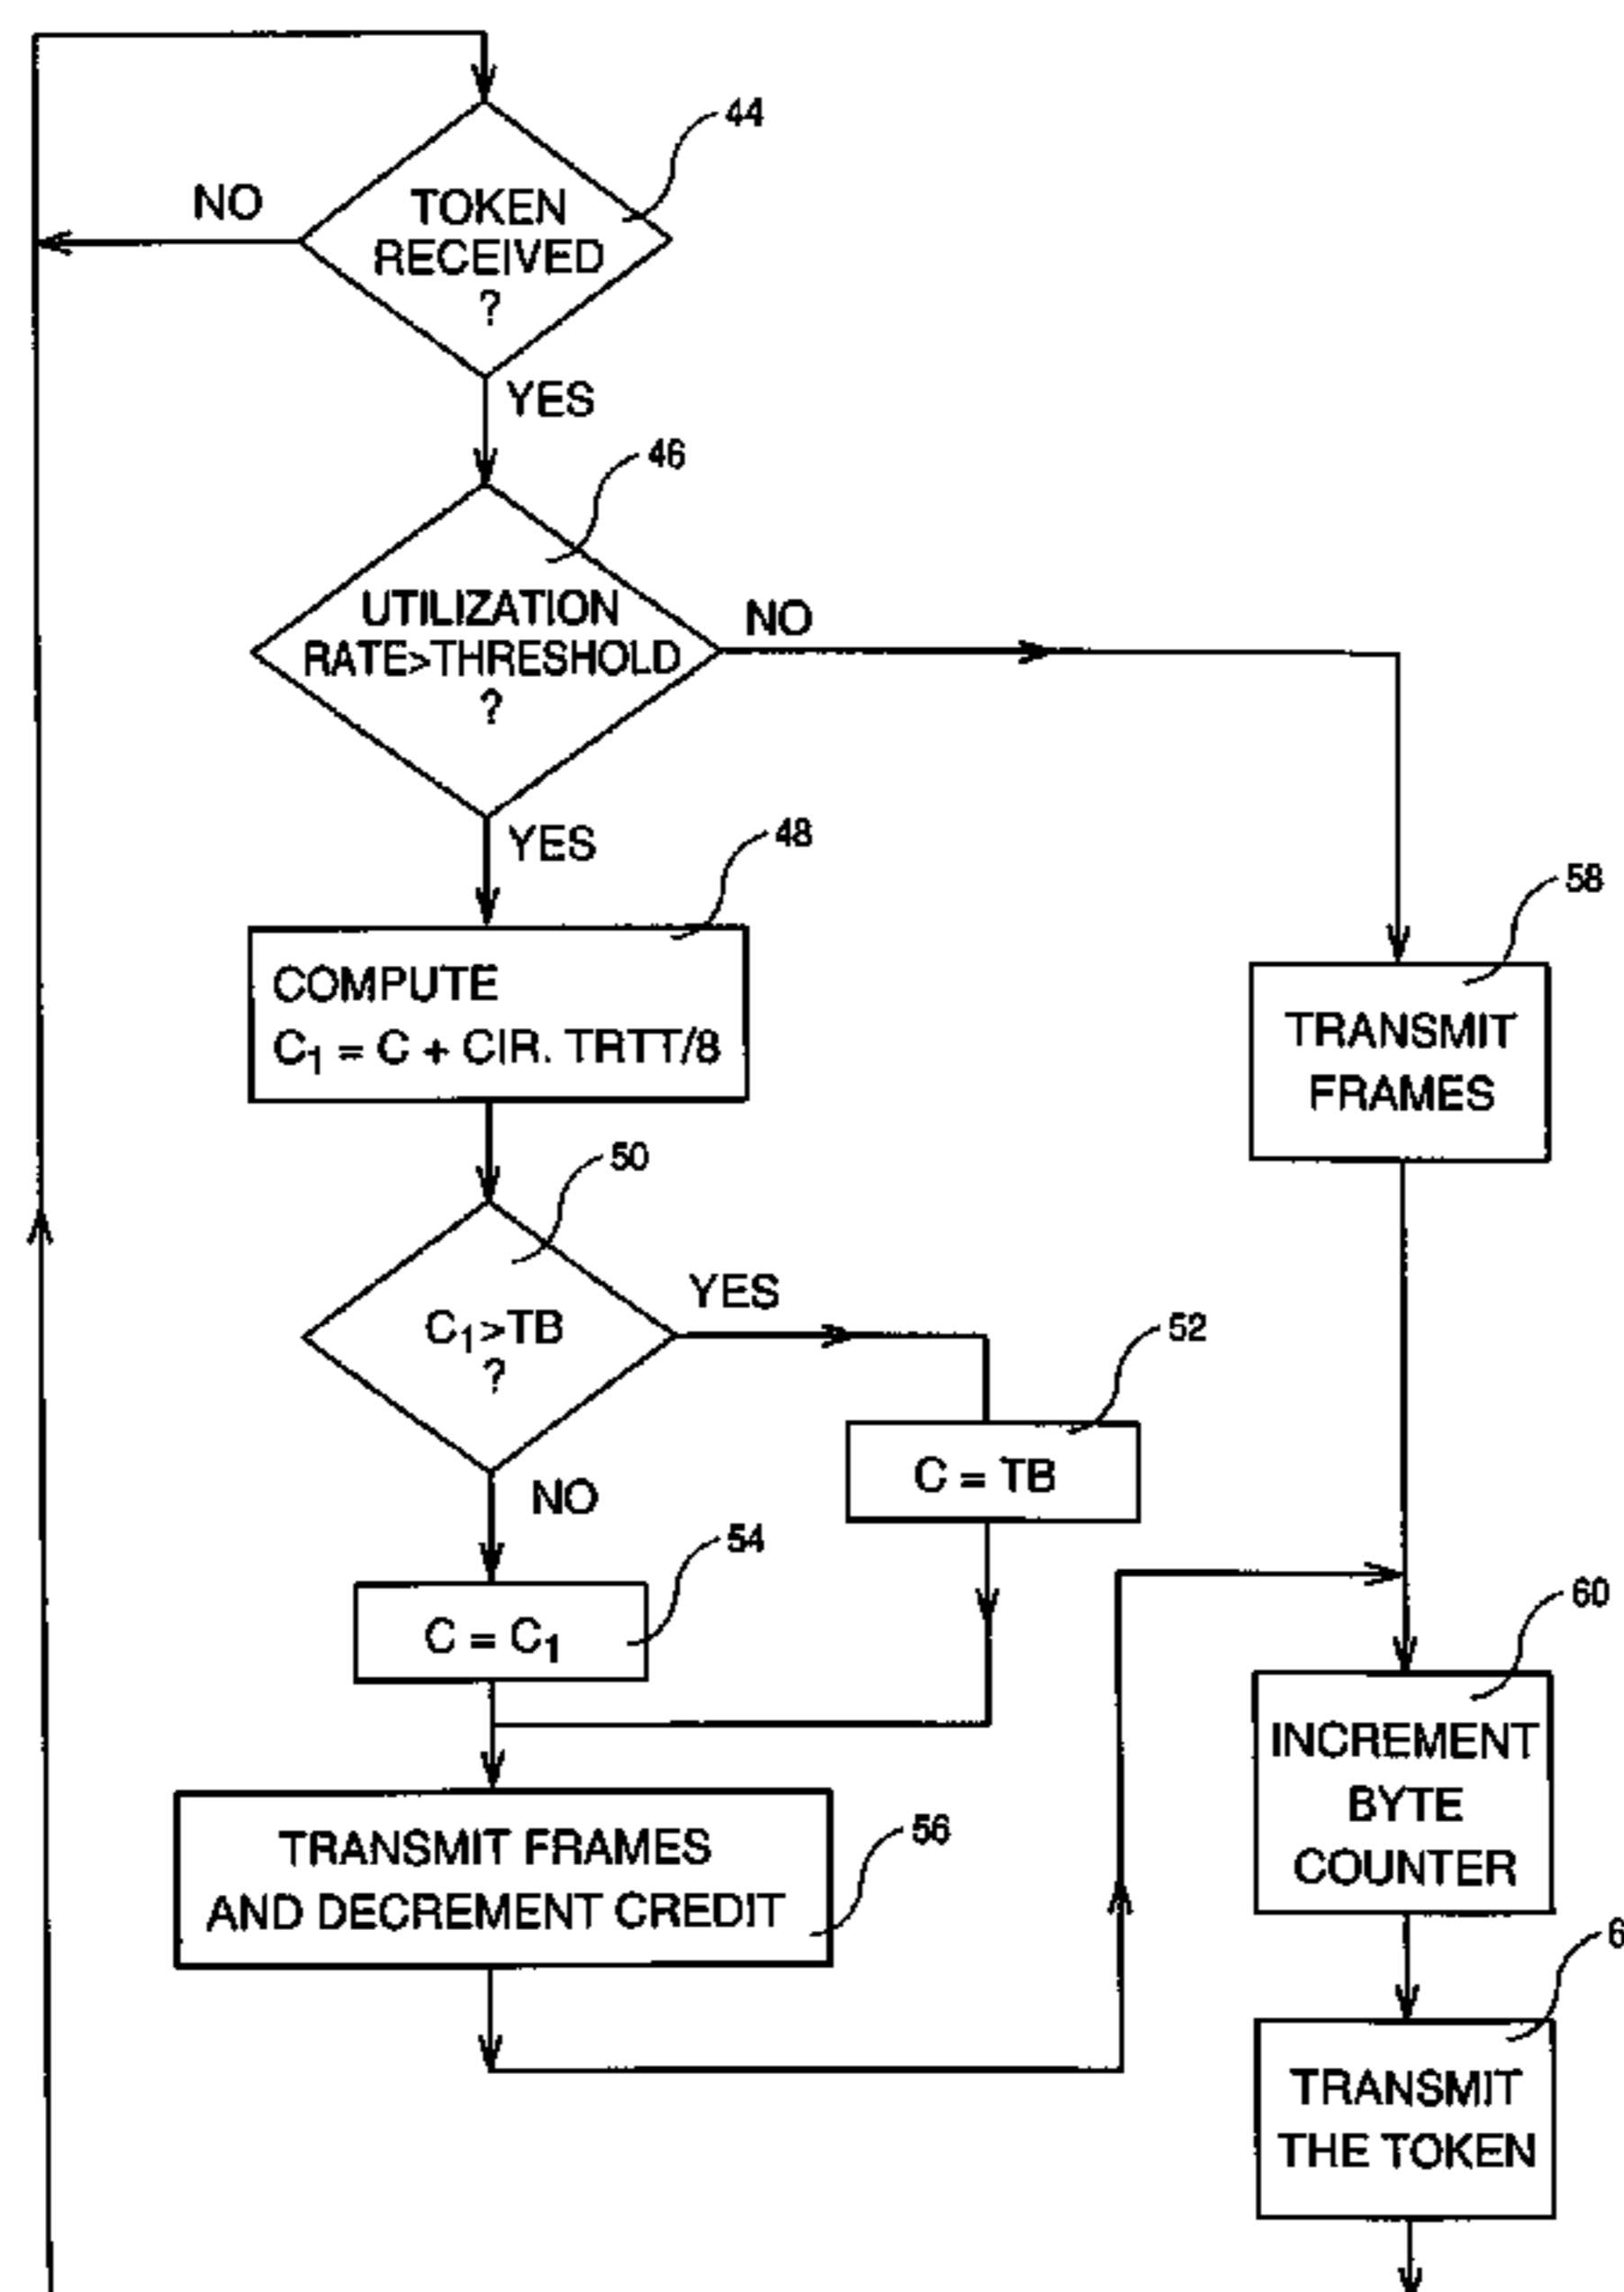 44
NO
TOKEN
RECEIVED
?
YES
46
UTILIZATION
RATE>THRESHOLD
?
NO
YES
48
COMPUTE
C₁ = C + CIR. TRTT/8
58
TRANSMIT
FRAMES
50
C₁>TB
?
YES
52
C = TB
NO
54
C = C₁
60
INCREMENT
BYTE
COUNTER
TRANSMIT FRAMES
AND DECREMENT CREDIT
56
6
TRANSMIT
THE TOKEN